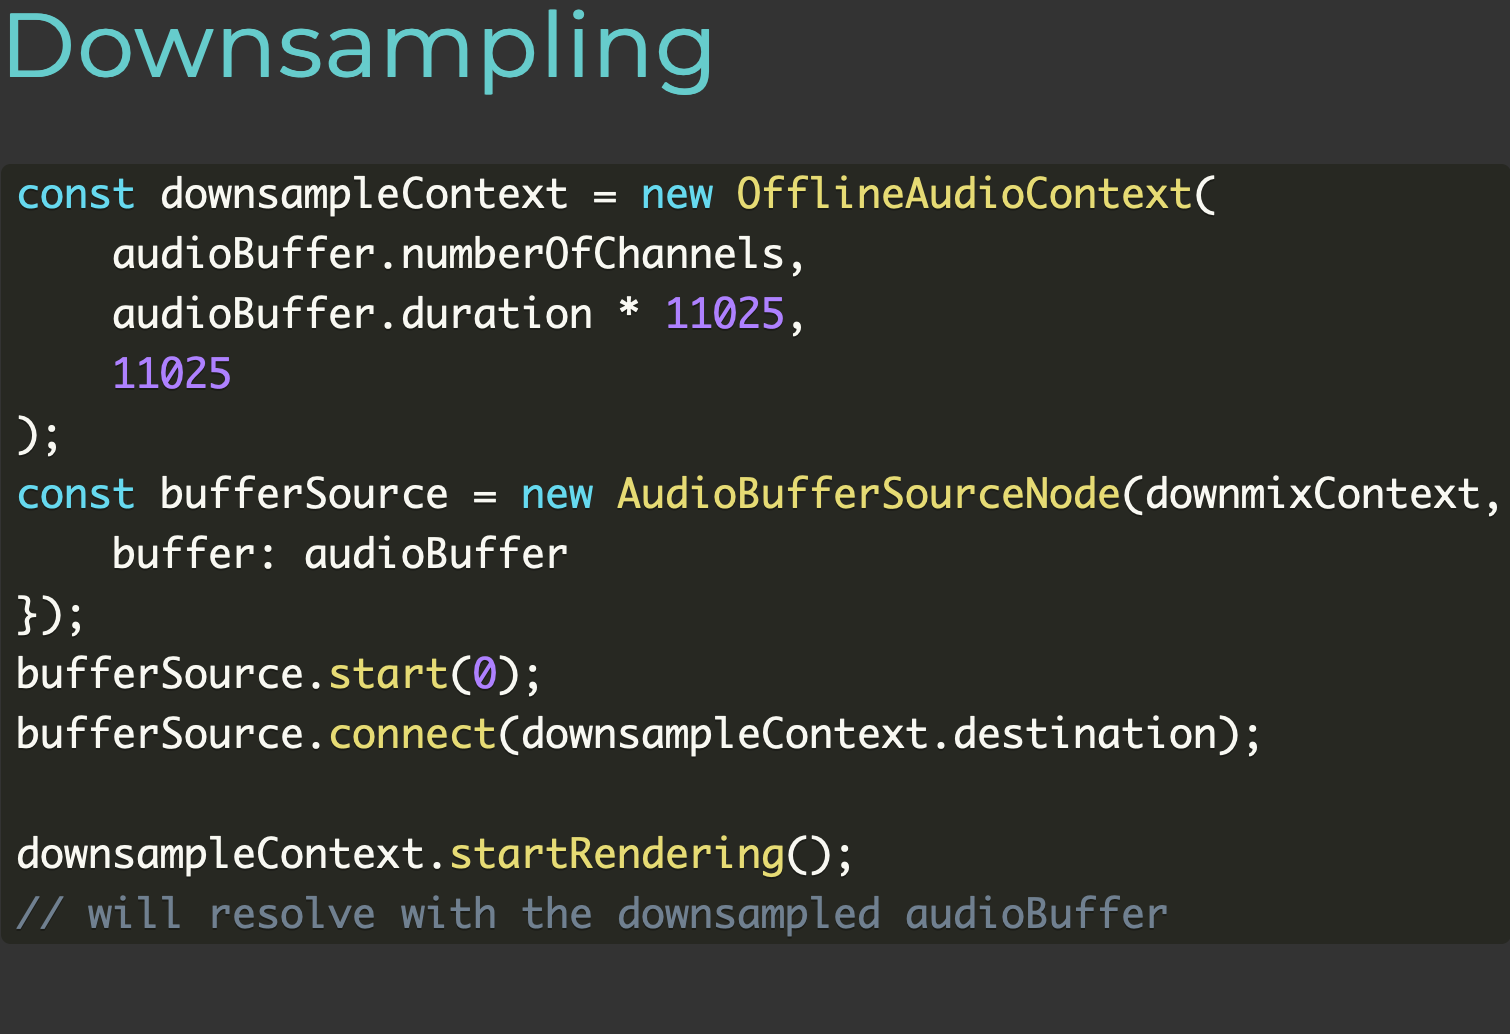 Downsampling
const downsampleContext = new OfflineAudioContext(
    audioBuffer.numberOfChannels,
    audioBuffer.duration * 11025,
    11025
);
const bufferSource = new AudioBufferSourceNode(downmixContext,
    buffer: audioBuffer
});
bufferSource.start(0);
bufferSource.connect(downsampleContext.destination);

downsampleContext.startRendering();
// will resolve with the downsampled audioBuffer